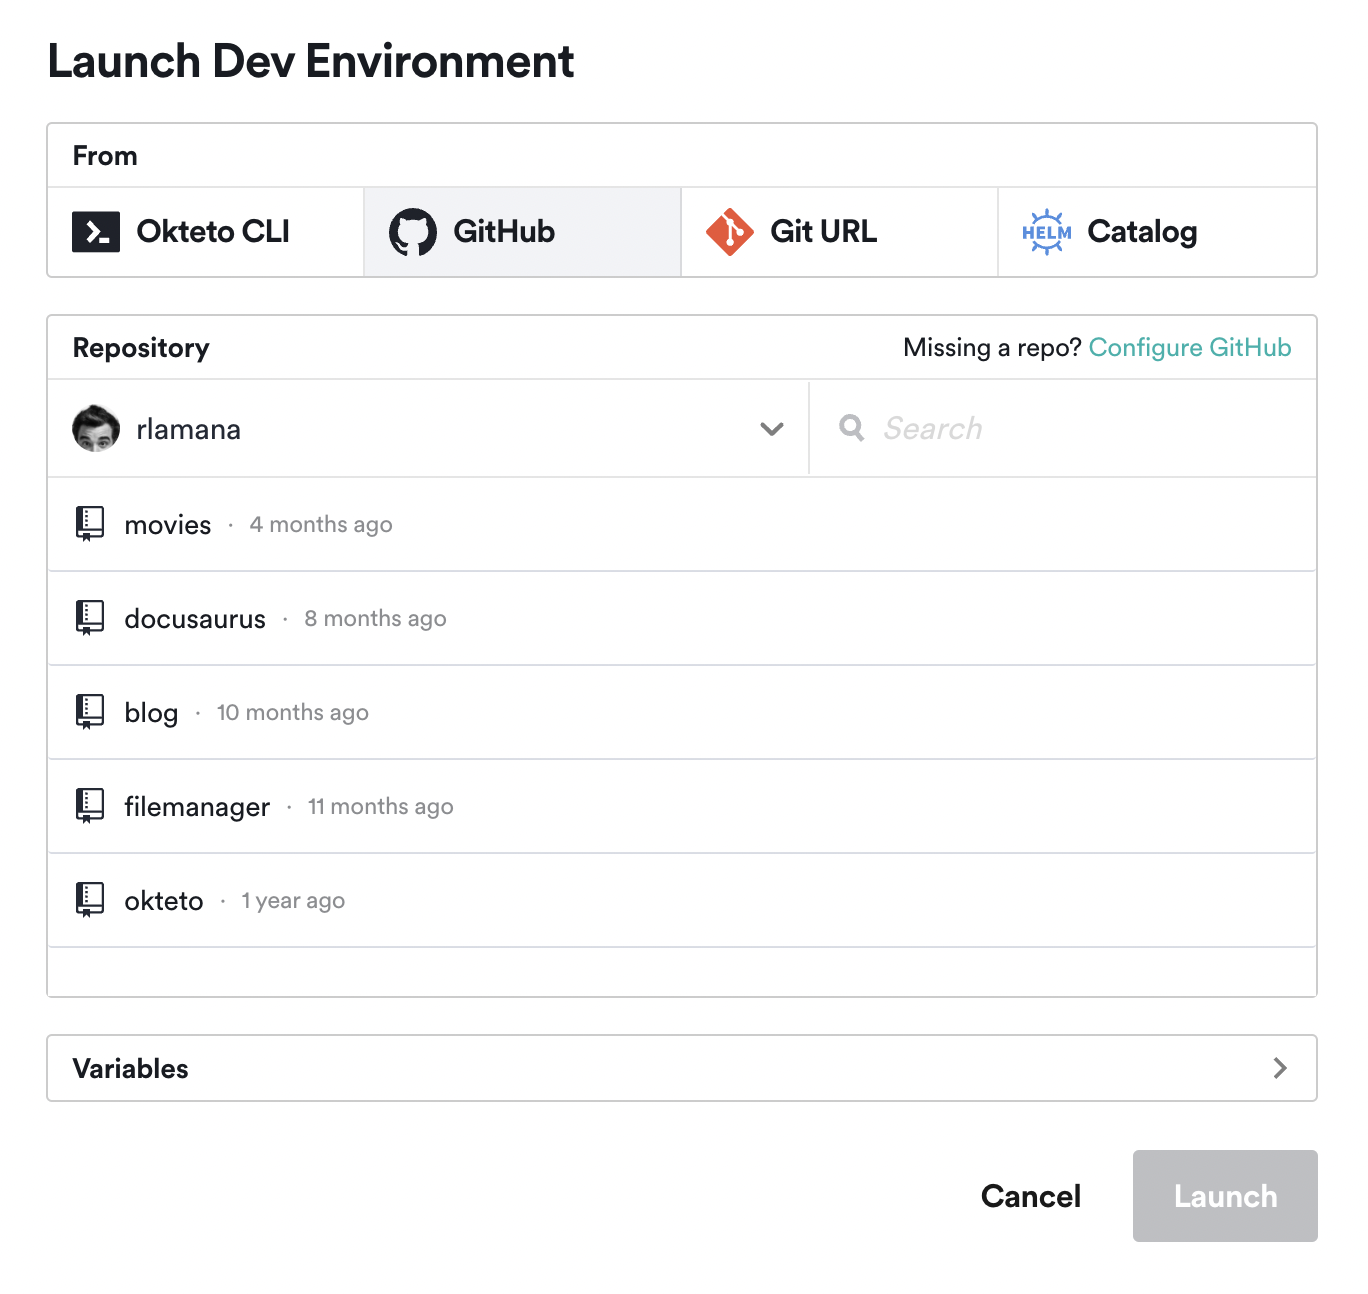 Launch Dev Environment
From
Okteto CLI
GitHub
Git URL
HELM Catalog
Repository
Missing a repo? Configure GitHub
rlamana
Search
movies · 4 months ago
docusaurus · 8 months ago
blog · 10 months ago
filemanager · 11 months ago
okteto · 1 year ago
Variables
Cancel
Launch